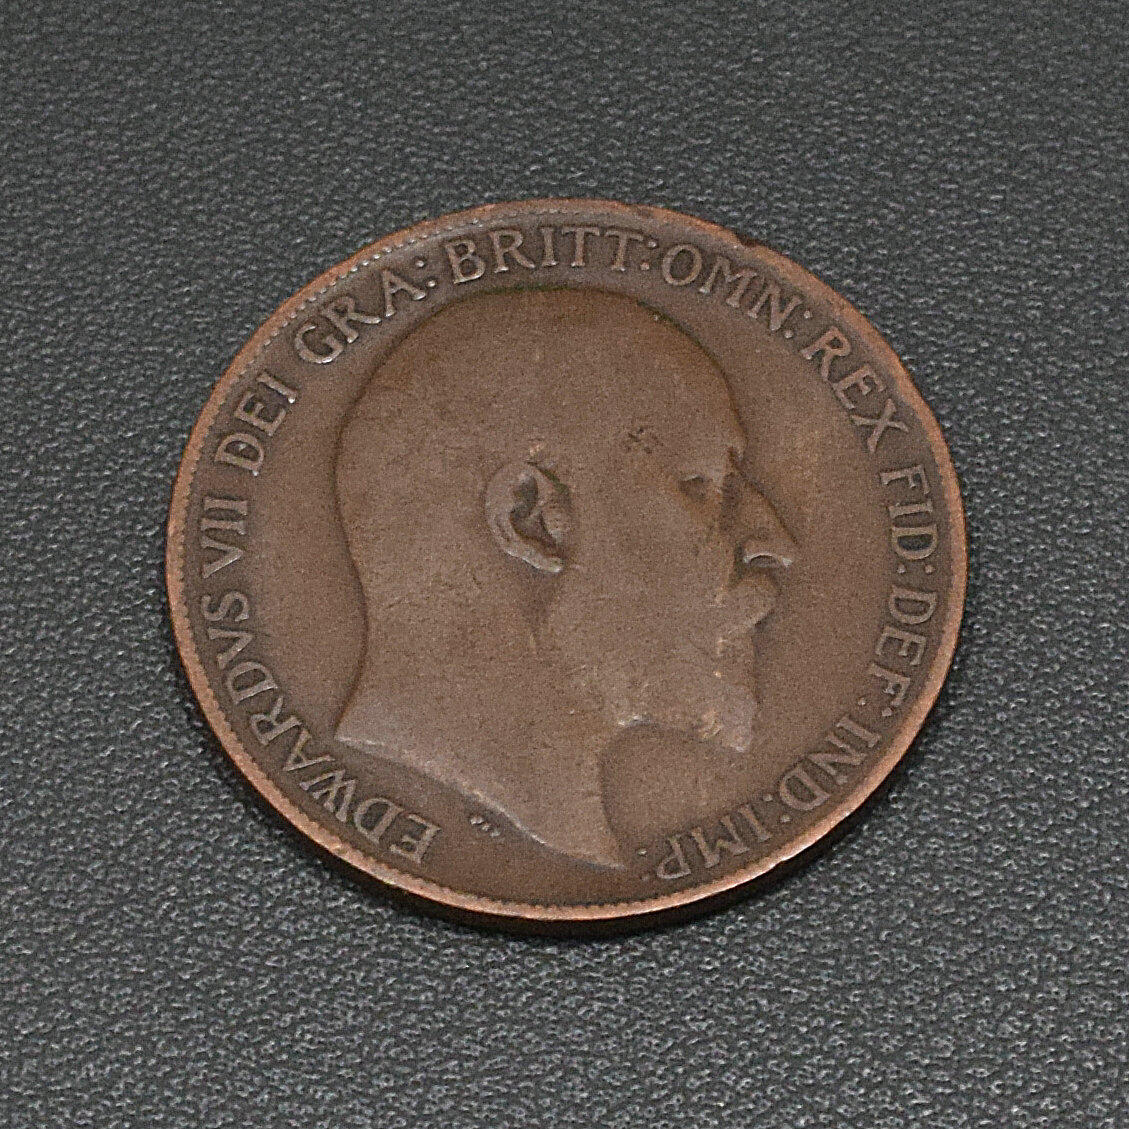 EDWARDVS VII DEI GRA: BRITT: OMN: REX FID: DEF: IND: IMP: